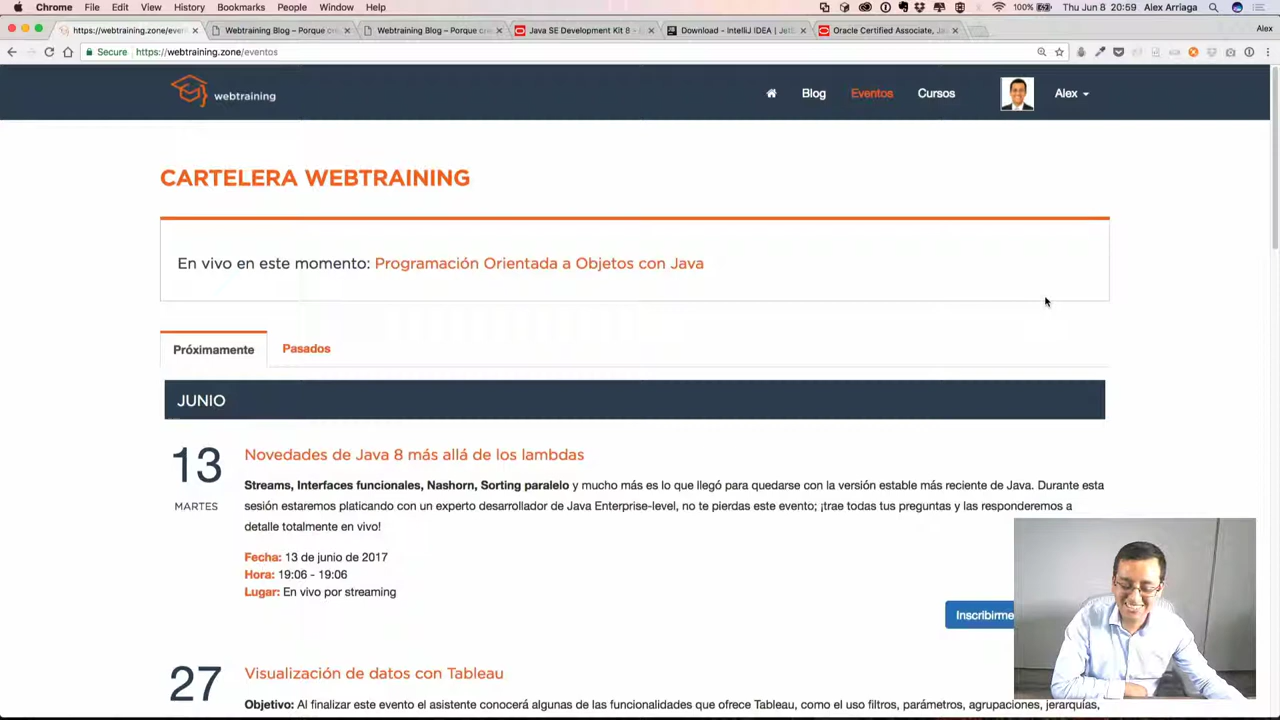 Chrome File Edit View History Bookmarks People Window Help 100% Thu Jun 8 20:59 Alex Arriaga
https://webtraining.zone/even Webtraining Blog – Porque cre Webtraining Blog – Porque cre Java SE Development Kit 8 - Download - IntelliJ IDEA | Jet Oracle Certified Associate, Ja Alex
Secure https://webtraining.zone/eventos
webtraining Blog Eventos Cursos Alex
CARTELERA WEBTRAINING
En vivo en este momento: Programación Orientada a Objetos con Java
Próximamente Pasados
JUNIO
13 MARTES
Novedades de Java 8 más allá de los lambdas
Streams, Interfaces funcionales, Nashorn, Sorting paralelo y mucho más es lo que llegó para quedarse con la versión estable más reciente de Java. Durante esta
sesión estaremos platicando con un experto desarrollador de Java Enterprise-level, no te pierdas este evento; ¡trae todas tus preguntas y las responderemos a
detalle totalmente en vivo!
Fecha: 13 de junio de 2017
Hora: 19:06 - 19:06
Lugar: En vivo por streaming
Inscribirme
27
Visualización de datos con Tableau
Objetivo: Al finalizar este evento el asistente conocerá algunas de las funcionalidades que ofrece Tableau, como el uso filtros, parámetros, agrupaciones, jerarquías,